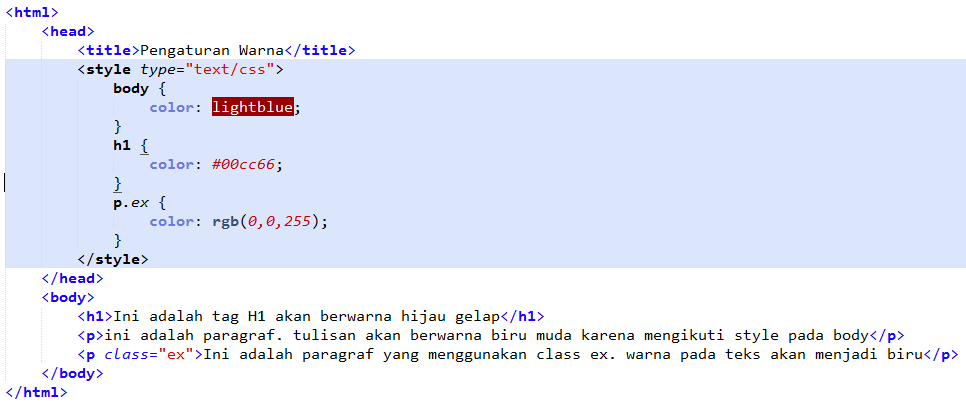 <html>
<head>
<title>Pengaturan Warna</title>
<style type="text/css">
body {
color: lightblue;
}
h1 {
color: #00cc66;
}
p.ex {
color: rgb(0,0,255);
}
</style>
</head>
<body>
<h1>Ini adalah tag H1 akan berwarna hijau gelap</h1>
<p>ini adalah paragraf. tulisan akan berwarna biru muda karena mengikuti style pada body</p>
<p class="ex">Ini adalah paragraf yang menggunakan class ex. warna pada teks akan menjadi biru</p>
</body>
</html>